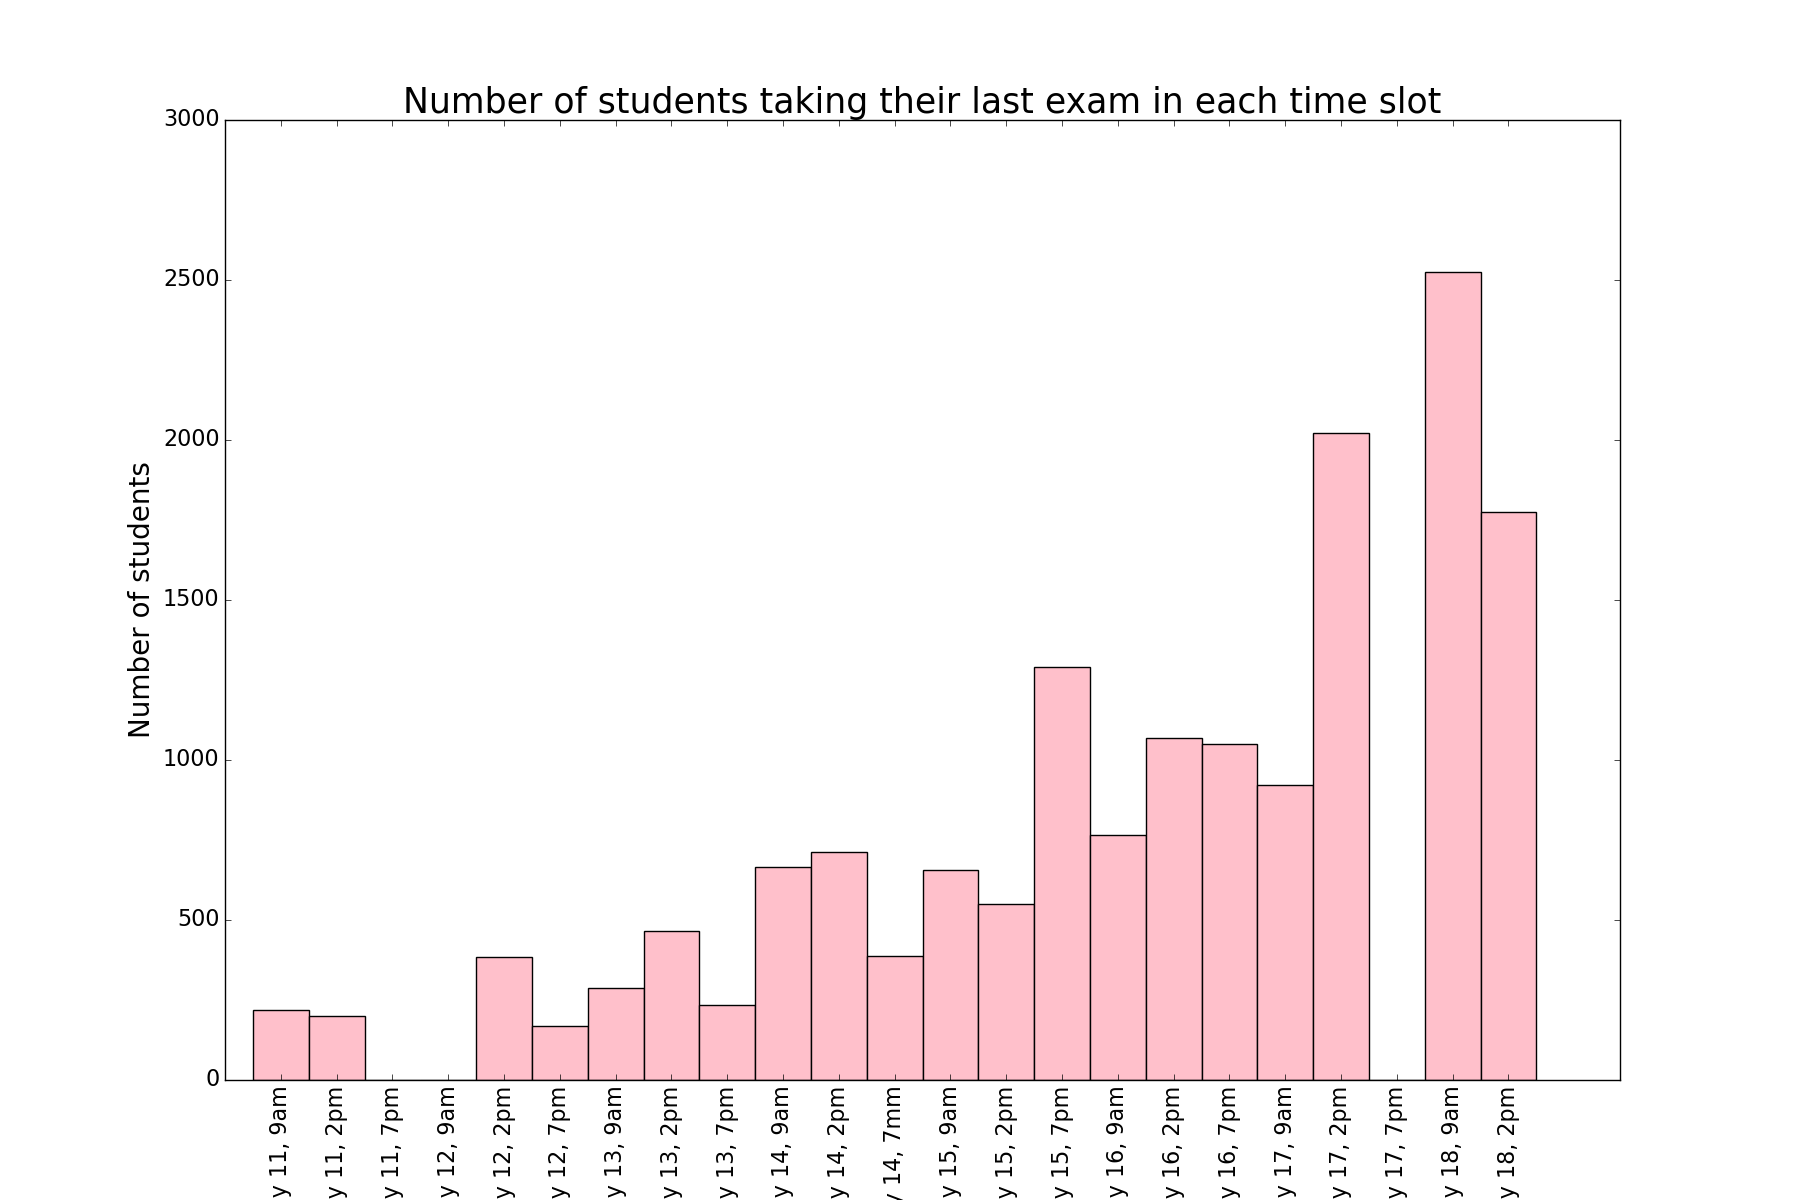 Number of students taking their last exam in each time slot
3000
2500
2000
1500
1000
500
0
Number of students
y 11, 9am
y 11, 2pm
y 11, 7pm
y 12, 9am
y 12, 2pm
y 12, 7pm
y 13, 9am
y 13, 2pm
y 13, 7pm
y 14, 9am
y 14, 2pm
y 14, 7mm
y 15, 9am
y 15, 2pm
y 15, 7pm
y 16, 9am
y 16, 2pm
y 16, 7pm
y 17, 9am
y 17, 2pm
y 17, 7pm
y 18, 9am
y 18, 2pm